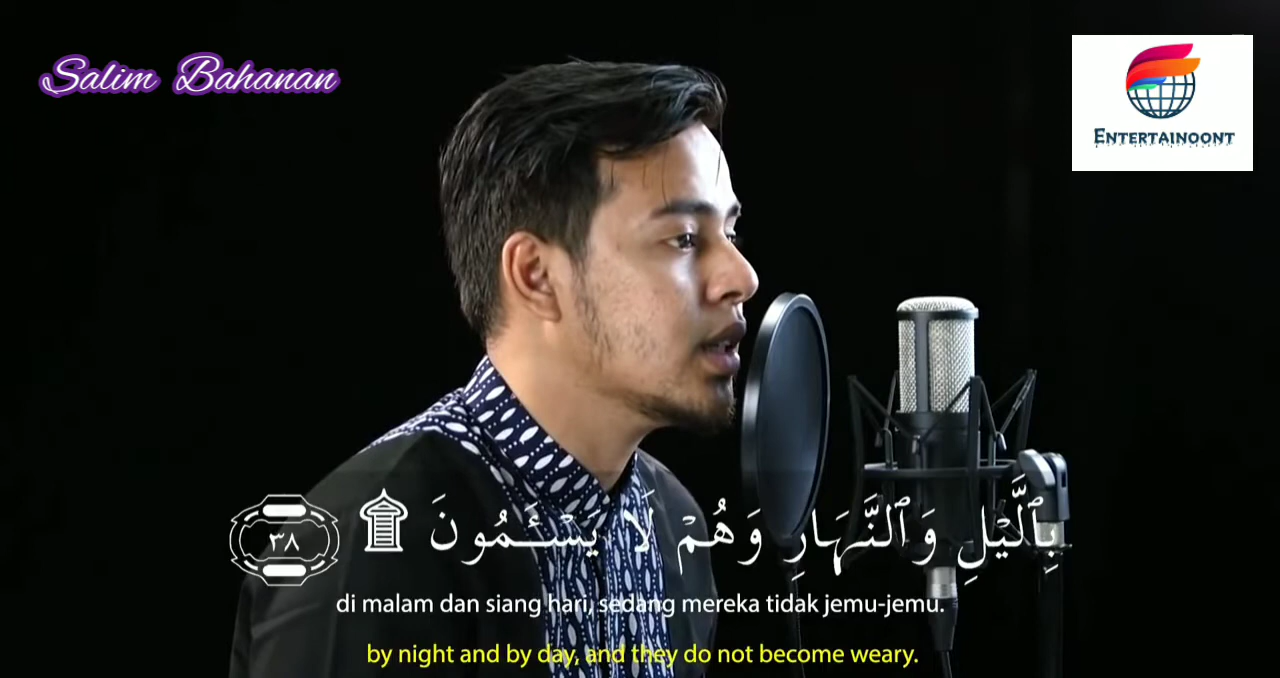 Salim Bahanan
ENTERTAINOONT
بِٱلَّيْلِ وَٱلنَّهَارِ وَهُمْ لَا يَسْـَٔمُونَ ۩ ٣٨
di malam dan siang hari, sedang mereka tidak jemu-jemu.
by night and by day, and they do not become weary.